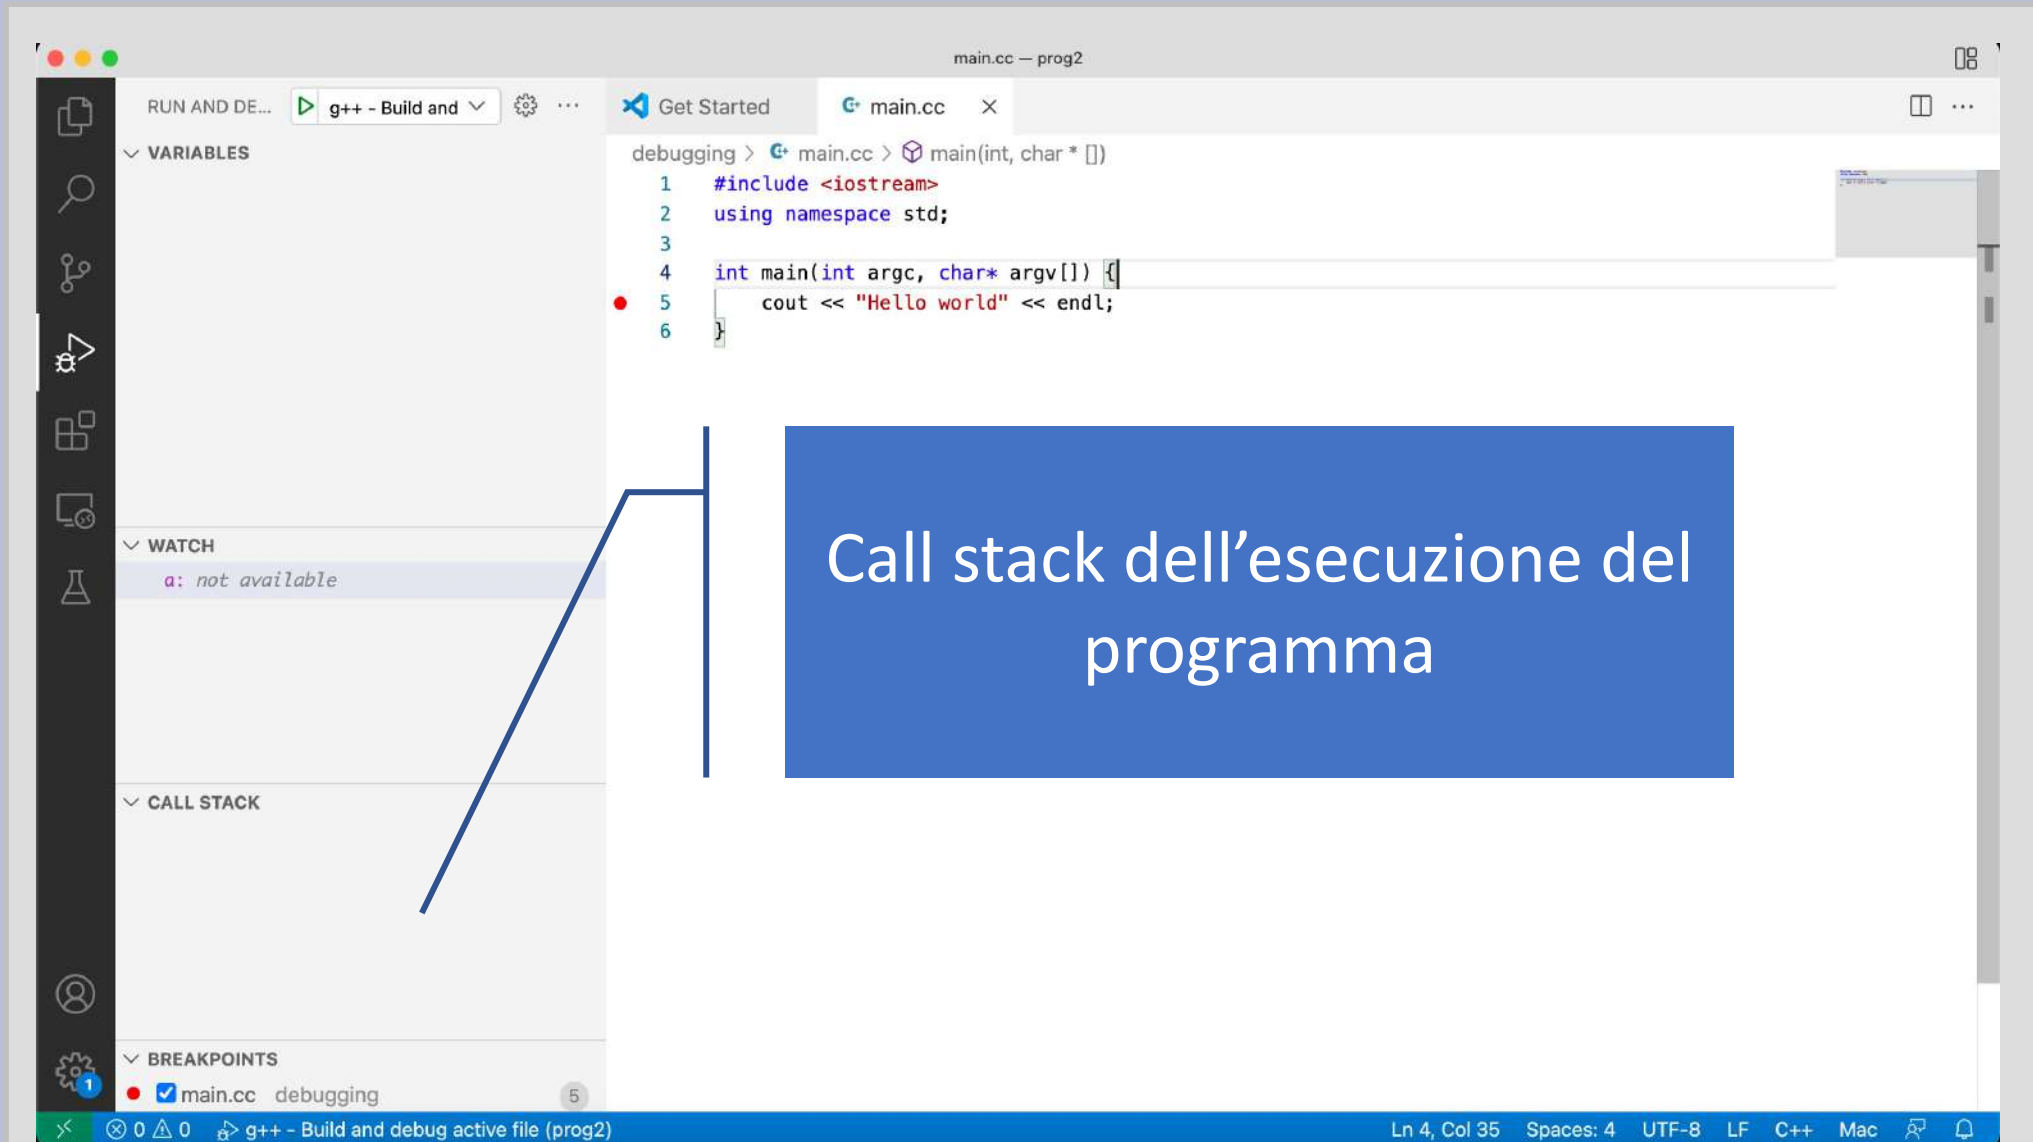 main.cc — prog2
RUN AND DE... g++ - Build and
Get Started main.cc
VARIABLES
debugging > main.cc > main(int, char * [])
1 #include <iostream>
2 using namespace std;
3
4 int main(int argc, char* argv[]) {
5 cout << "Hello world" << endl;
6 }
Call stack dell’esecuzione del
programma
WATCH
a: not available
CALL STACK
BREAKPOINTS
main.cc debugging 5
1
0 0 g++ - Build and debug active file (prog2)
Ln 4, Col 35 Spaces: 4 UTF-8 LF C++ Mac